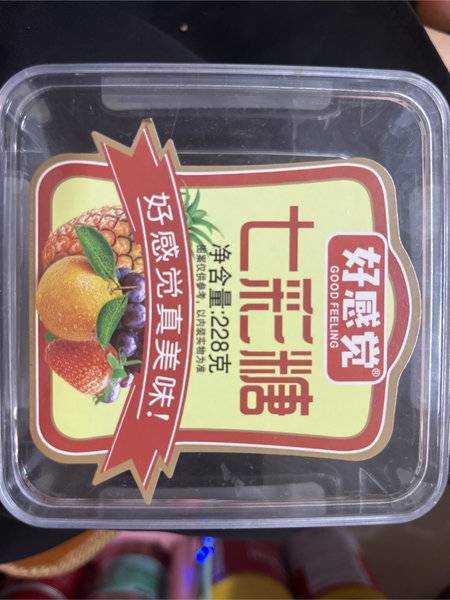 好感觉®
GOOD FEELING
七彩糖
净含量:228克
图案仅供参考，以内装实物为准
好感觉真美味!